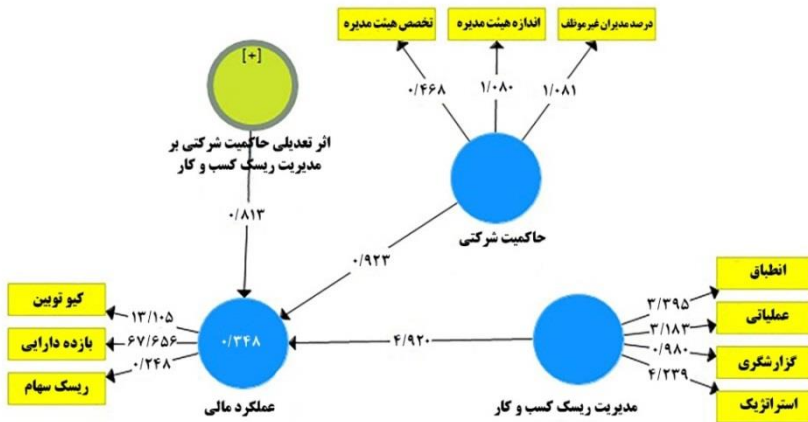 درصد مدیران غیرموظف
اندازه هیئت مدیره
تخصص هیئت مدیره
[+]
۰/۴۶۸
۱/۰۸۰
۱/۰۸۱
اثر تعدیلی حاکمیت شرکتی بر
مدیریت ریسک کسب و کار
۰/۸۱۳
حاکمیت شرکتی
۰/۹۲۳
انطباق
عملیاتی
گزارشگری
استراتژیک
۳/۳۹۵
۳/۱۸۳
۰/۹۸۰
۴/۲۳۹
مدیریت ریسک کسب و کار
۴/۹۲۰
۰/۳۴۸
عملکرد مالی
۱۳/۱۰۵
۶۷/۶۵۶
۰/۲۴۸
کیو توبین
بازده دارایی
ریسک سهام